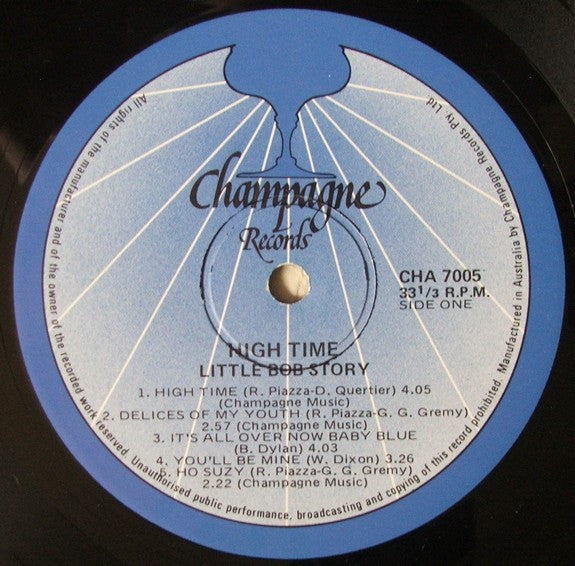 Champagne
Records
CHA 7005
33 1/3 R.P.M.
SIDE ONE
HIGH TIME
LITTLE BOB STORY
1. HIGH TIME (R. Piazza-D. Quertier) 4.05
(Champagne Music)
2. DELICES OF MY YOUTH (R. Piazza-G. G. Gremy)
2.57 (Champagne Music)
3. IT'S ALL OVER NOW BABY BLUE
(B. Dylan) 4.03
4. YOU'LL BE MINE (W. Dixon) 3.26
5. HO SUZY (R. Piazza-G. G. Gremy)
2.22 (Champagne Music)
All rights of the manufacturer and of the owner of the recorded work reserved. Unauthorised public performance, broadcasting and copying of this record prohibited. Manufactured in Australia by Champagne Records Pty. Ltd